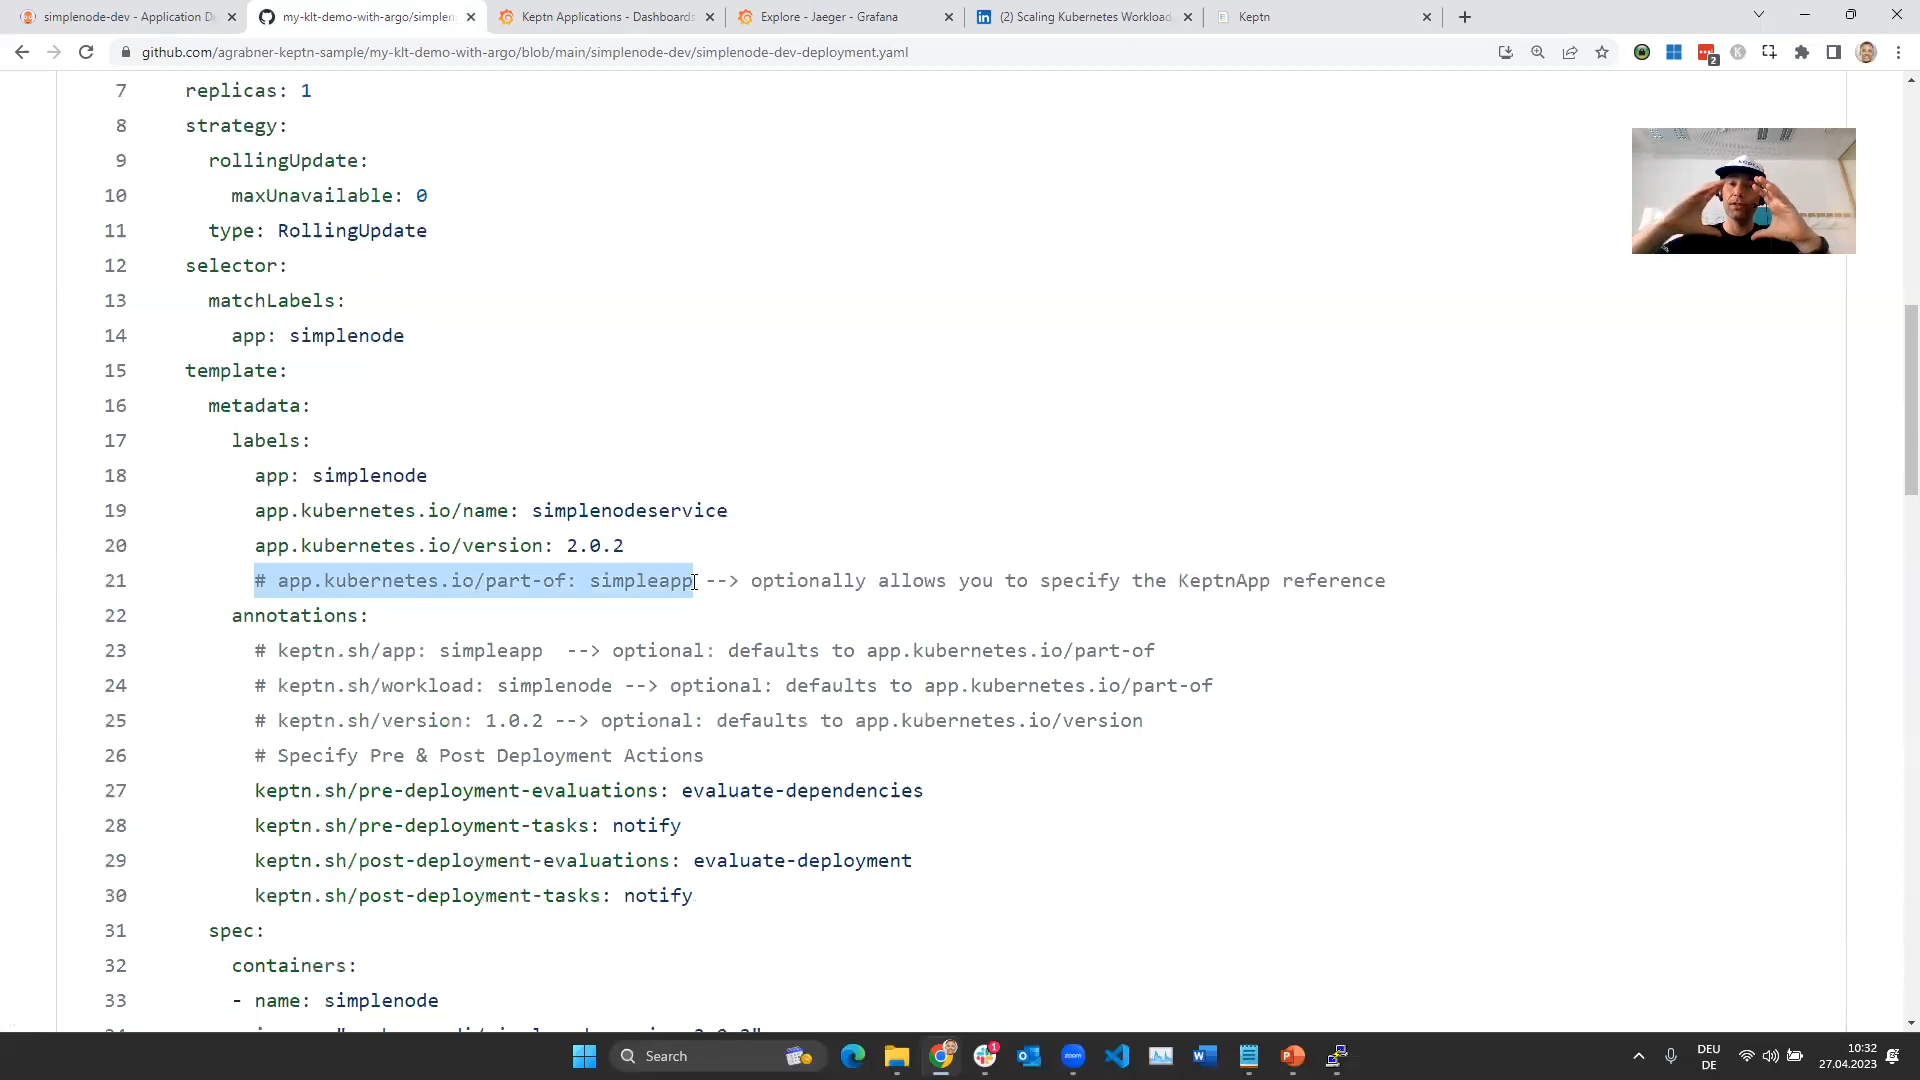 simplenode-dev - Application D
my-klt-demo-with-argo/simplen
Keptn Applications - Dashboards
Explore - Jaeger - Grafana
(2) Scaling Kubernetes Workload
Keptn
github.com/agrabner-keptn-sample/my-klt-demo-with-argo/blob/main/simplenode-dev/simplenode-dev-deployment.yaml
2
7 replicas: 1
8 strategy:
9 rollingUpdate:
10 maxUnavailable: 0
11 type: RollingUpdate
12 selector:
13 matchLabels:
14 app: simplenode
15 template:
16 metadata:
17 labels:
18 app: simplenode
19 app.kubernetes.io/name: simplenodeservice
20 app.kubernetes.io/version: 2.0.2
21 # app.kubernetes.io/part-of: simpleapp --> optionally allows you to specify the KeptnApp reference
22 annotations:
23 # keptn.sh/app: simpleapp --> optional: defaults to app.kubernetes.io/part-of
24 # keptn.sh/workload: simplenode --> optional: defaults to app.kubernetes.io/part-of
25 # keptn.sh/version: 1.0.2 --> optional: defaults to app.kubernetes.io/version
26 # Specify Pre & Post Deployment Actions
27 keptn.sh/pre-deployment-evaluations: evaluate-dependencies
28 keptn.sh/pre-deployment-tasks: notify
29 keptn.sh/post-deployment-evaluations: evaluate-deployment
30 keptn.sh/post-deployment-tasks: notify
31 spec:
32 containers:
33 - name: simplenode
Search
1
zoom
DEU
DE
10:32
27.04.2023